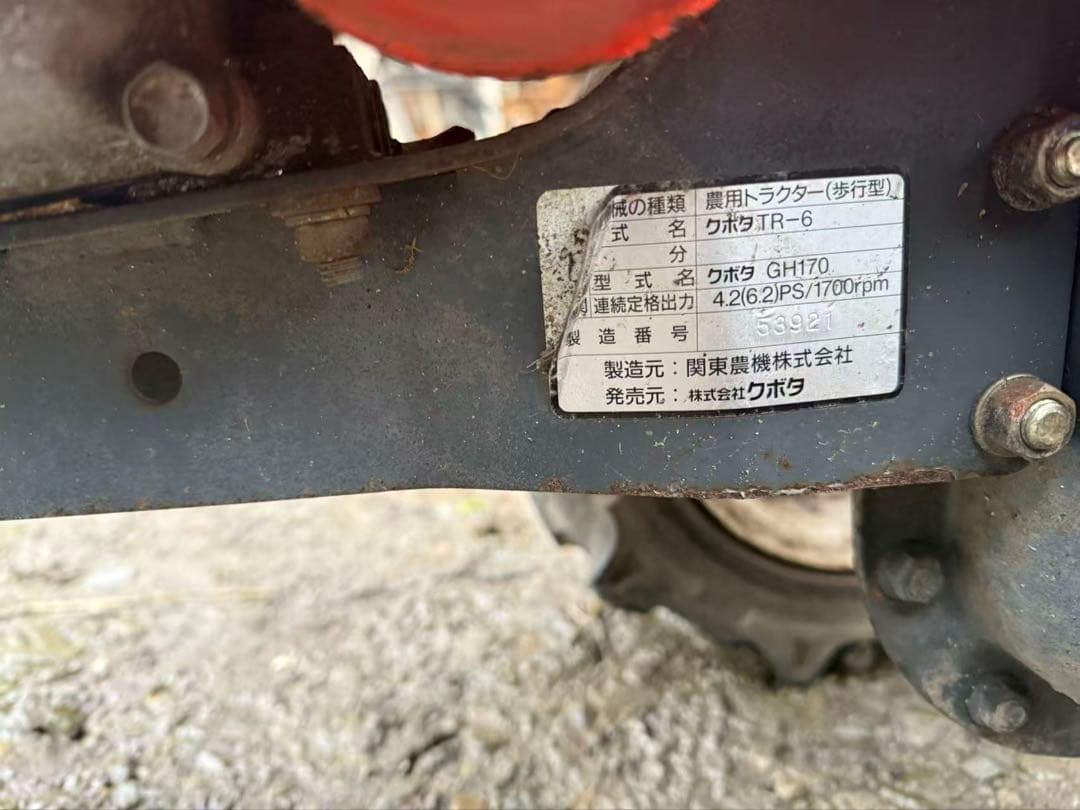 械の種類 農用トラクター(歩行型)
式名 クボタTR-6
分
型式名 クボタ GH170
連続定格出力 4.2(6.2)PS/1700rpm
製造番号 53921
製造元:関東農機株式会社
発売元:株式会社クボタ